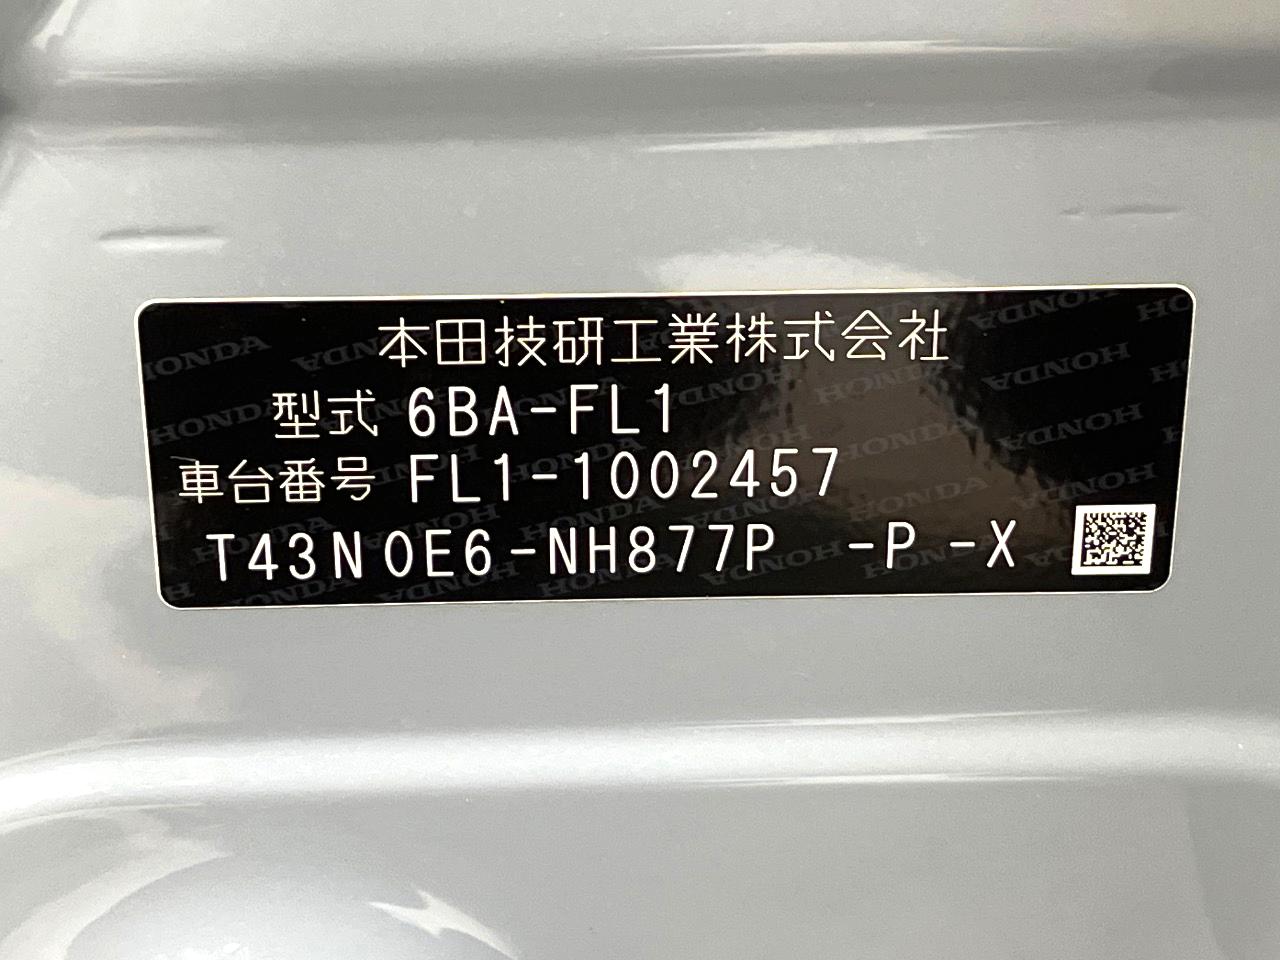 本田技研工業株式会社
型式 6BA-FL1
車台番号 FL1-1002457
T43N0E6-NH877P -P -X